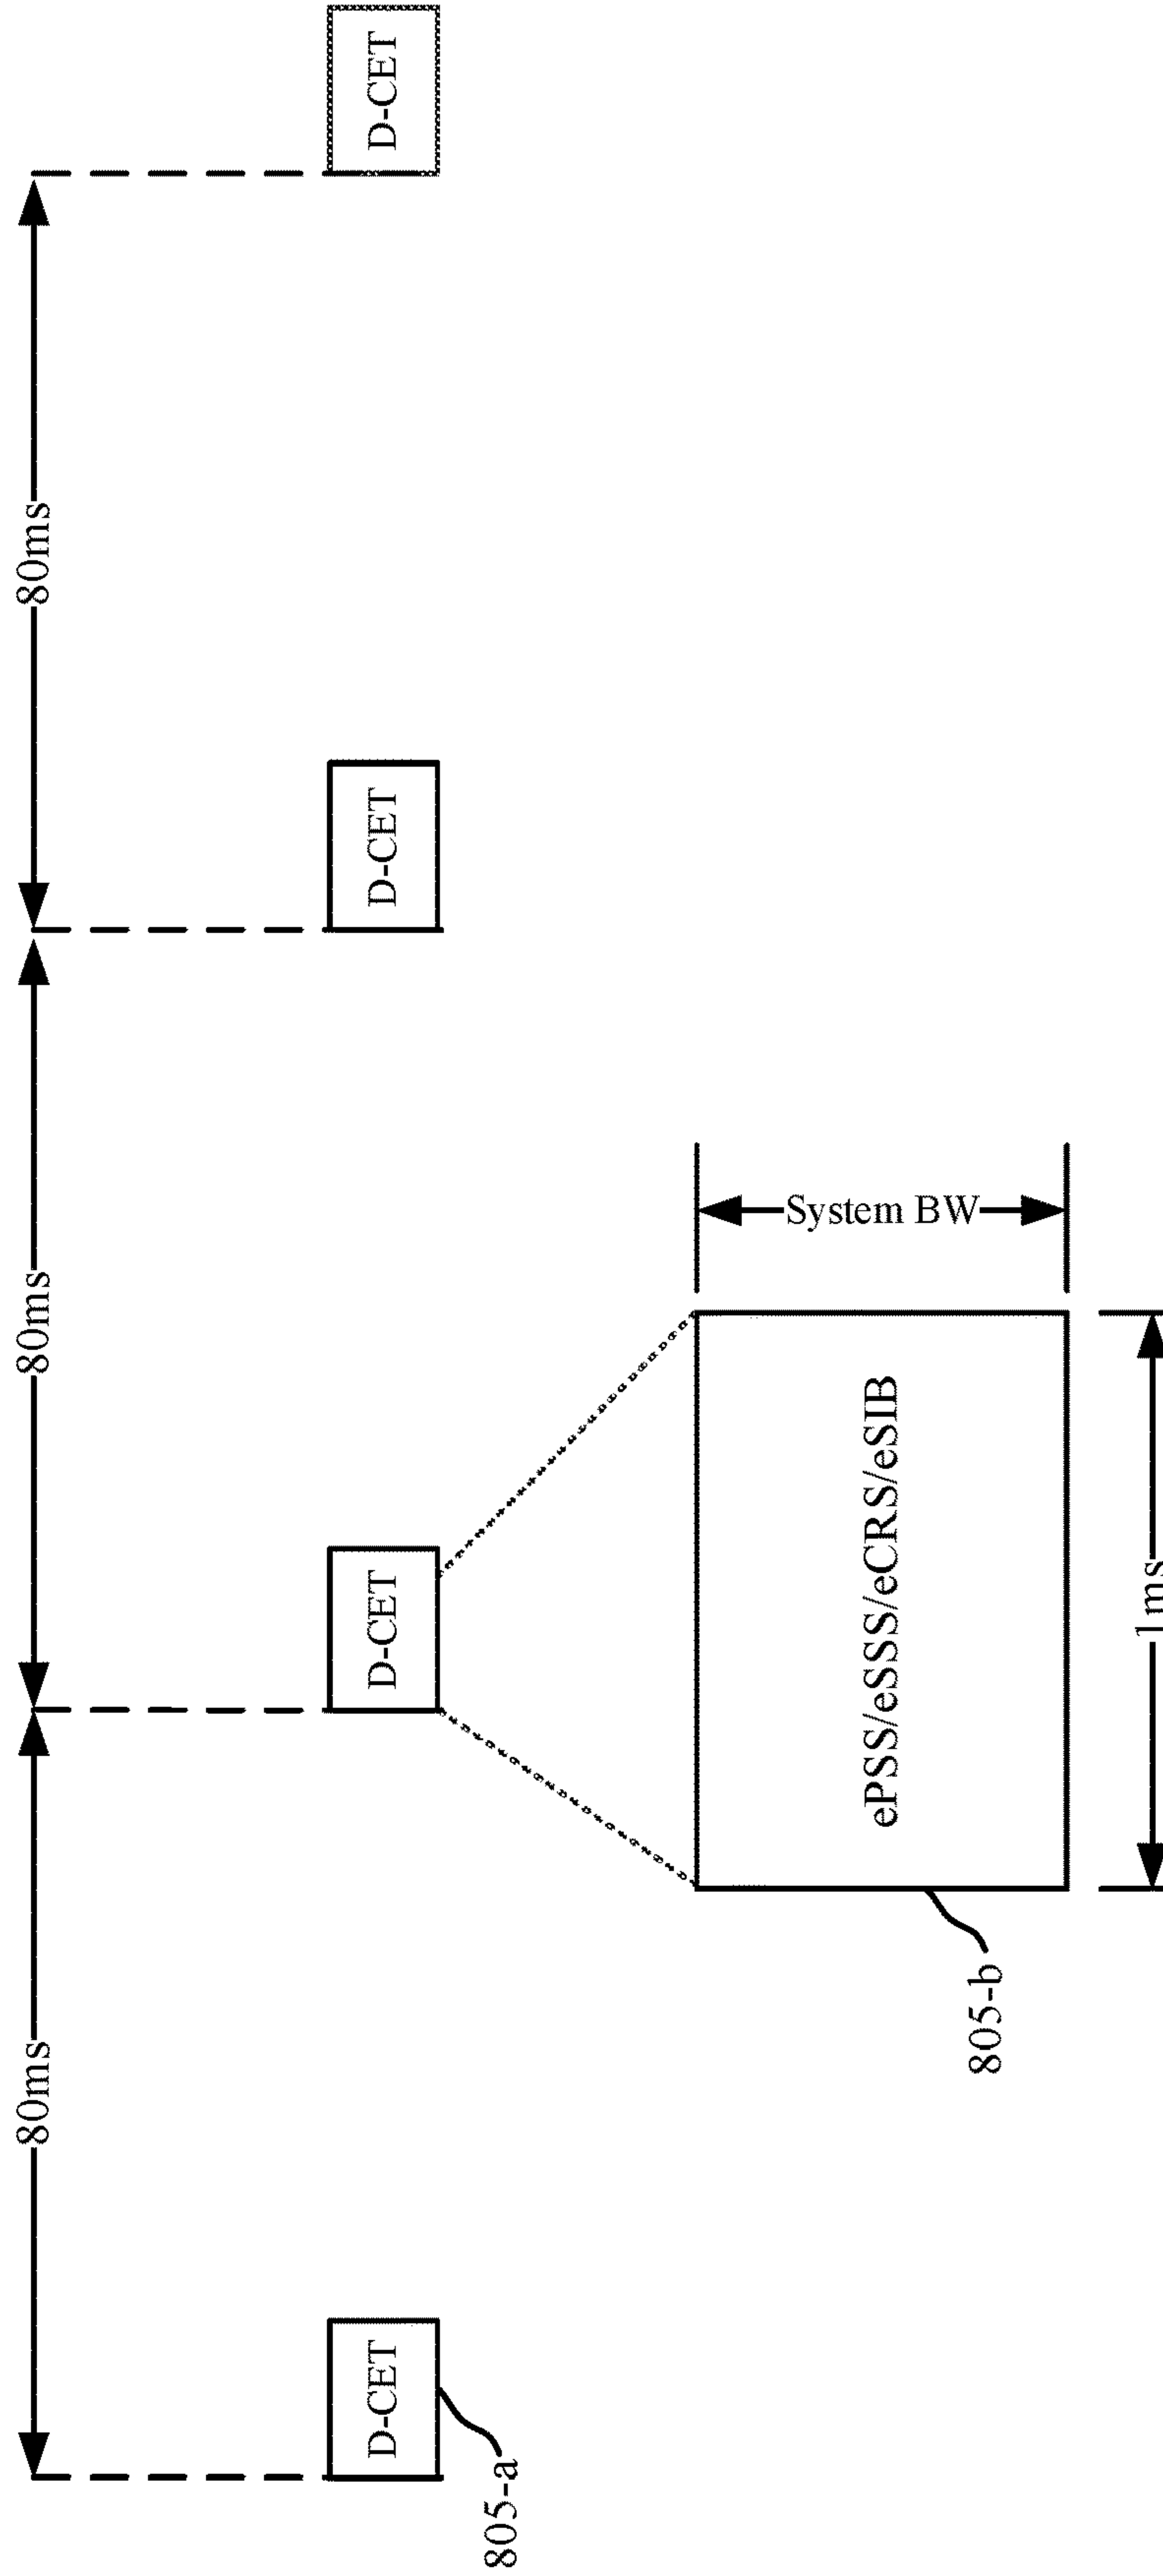 80ms
80ms
80ms
D-CET
D-CET
D-CET
D-CET
805-a
System BW
ePSS/eSSS/eCRS/eSIB
805-b
1ms